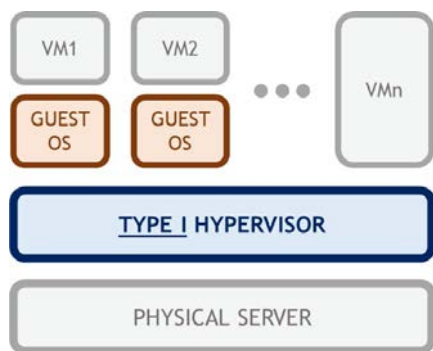 VM1
VM2
VMn
GUEST
OS
GUEST
OS
TYPE I HYPERVISOR
PHYSICAL SERVER